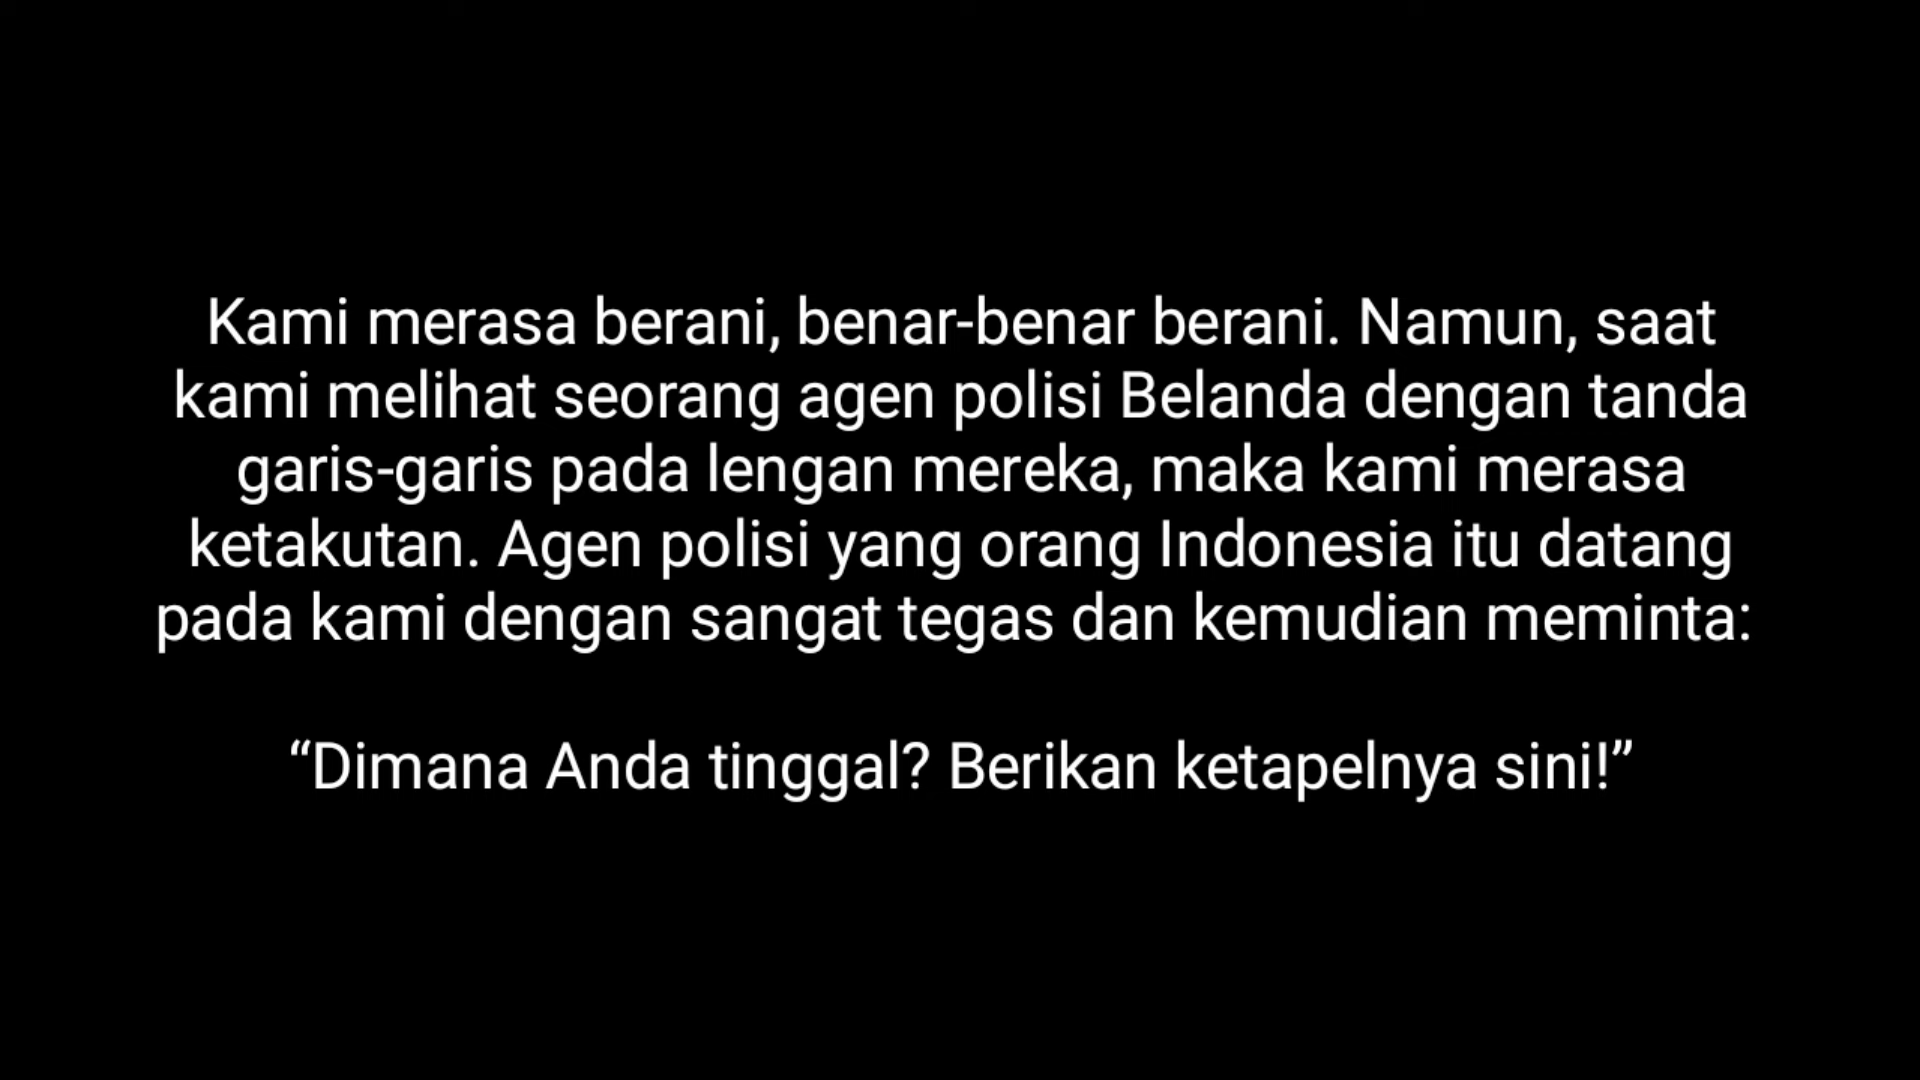 Kami merasa berani, benar-benar berani. Namun, saat
kami melihat seorang agen polisi Belanda dengan tanda
garis-garis pada lengan mereka, maka kami merasa
ketakutan. Agen polisi yang orang Indonesia itu datang
pada kami dengan sangat tegas dan kemudian meminta:
“Dimana Anda tinggal? Berikan ketapelnya sini!”